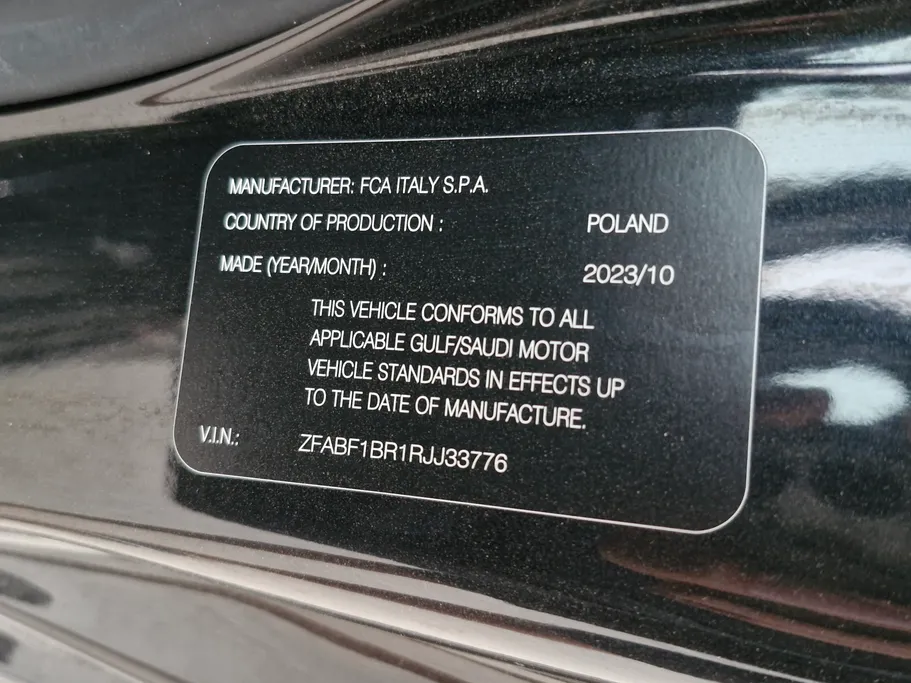 MANUFACTURER: FCA ITALY S.P.A.
COUNTRY OF PRODUCTION : POLAND
MADE (YEAR/MONTH) : 2023/10
THIS VEHICLE CONFORMS TO ALL
APPLICABLE GULF/SAUDI MOTOR
VEHICLE STANDARDS IN EFFECTS UP
TO THE DATE OF MANUFACTURE.
V.I.N.: ZFABF1BR1RJJ33776